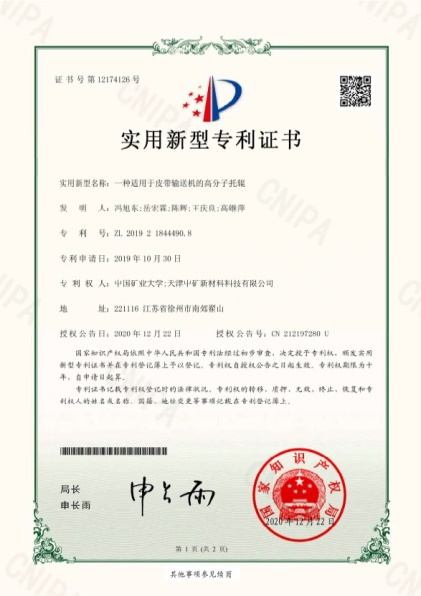 证书号第12174126号
实用新型专利证书
实用新型名称：一种适用于皮带输送机的高分子托辊
发 明 人：冯旭东;岳宏霖;陈辉;王庆良;高继萍
专 利 号：ZL 2019 2 1844490.8
专利申请日：2019年10月30日
专 利 权 人：中国矿业大学;天津中矿新材料科技有限公司
地 址：221116 江苏省徐州市南郊翟山
授权公告日：2020年12月22日 授权公告号：CN 212197280 U
国家知识产权局依照中华人民共和国专利法经过初步审查，决定授予专利权，颁发实用
新型专利证书并在专利登记簿上予以登记。专利权自授权公告之日起生效。专利权期限为十
年，自申请日起算。
专利证书记载专利权登记时的法律状况。专利权的转移、质押、无效、终止、恢复和专
利权人的姓名或名称、国籍、地址变更等事项记载在专利登记簿上。
局长
申长雨
申长雨
国家知识产权局
2020年12月22日
第 1 页 (共 2 页)
其他事项参见续页
CNIPA
CNIPA
CNIPA
CNIPA